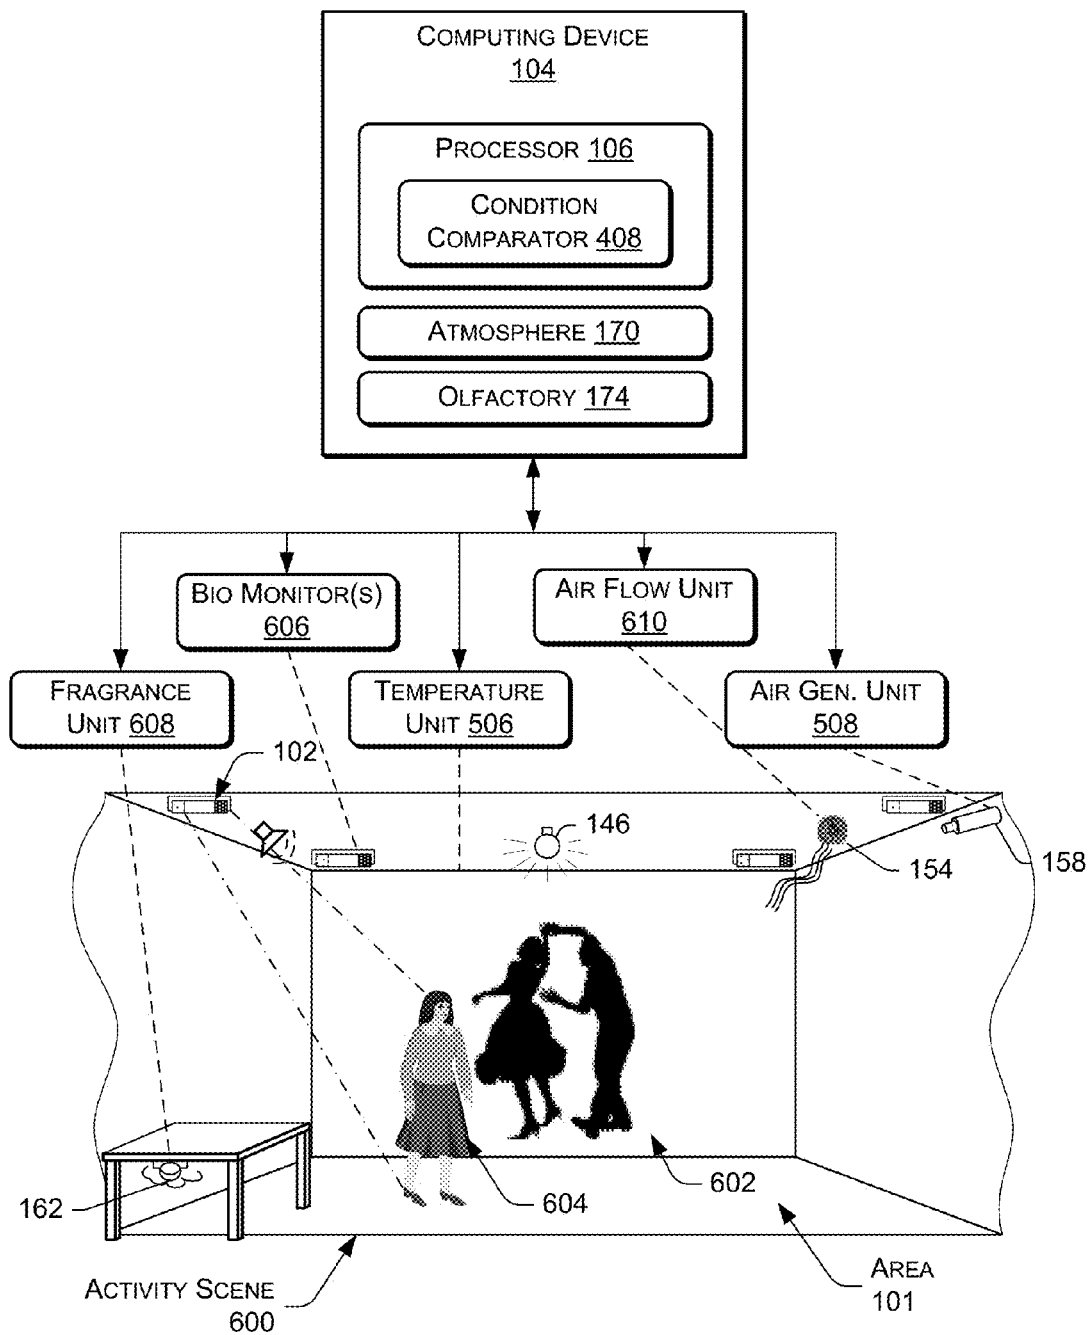 COMPUTING DEVICE
104
PROCESSOR 106
CONDITION
COMPARATOR 408
ATMOSPHERE 170
OLFACTORY 174
BIO MONITOR(S)
606
AIR FLOW UNIT
610
FRAGRANCE
UNIT 608
TEMPERATURE
UNIT 506
AIR GEN. UNIT
508
102
146
154
158
162
604
602
ACTIVITY SCENE
600
AREA
101